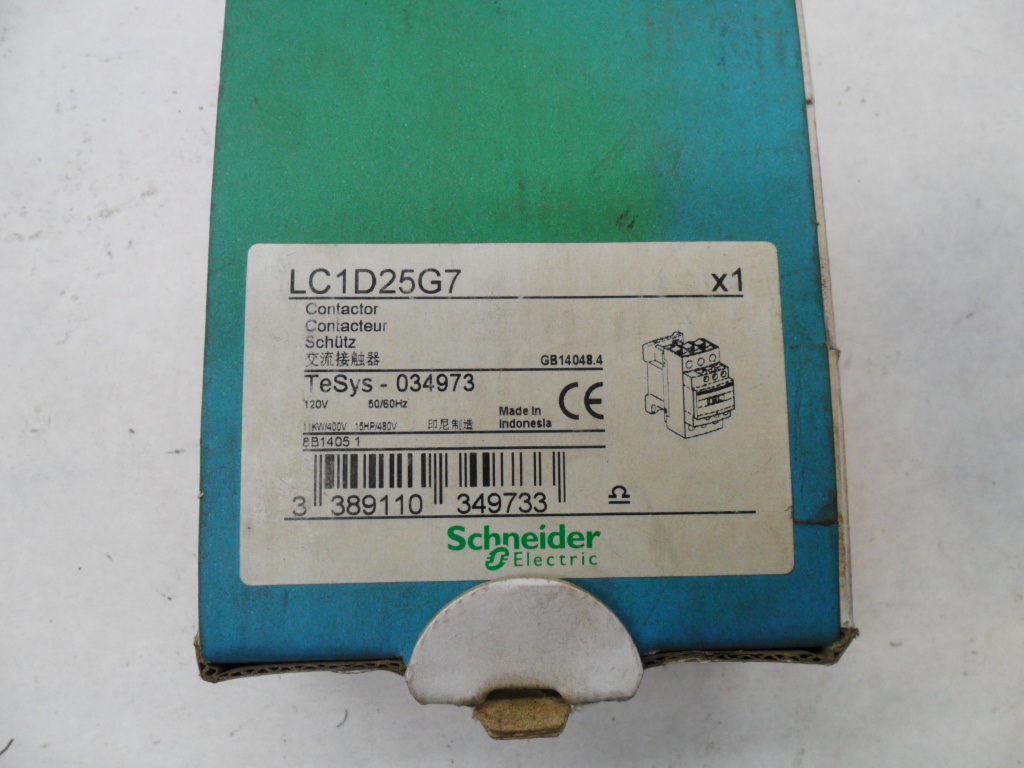 LC1D25G7 x1
Contactor
Contacteur
Schütz
交流接触器 GB14048.4
TeSys - 034973
120V 50/60Hz
Made in
Indonesia
CE
11KW/400V 15HP/480V 印尼制造
8B1405 1
3 389110 349733
Schneider
Electric